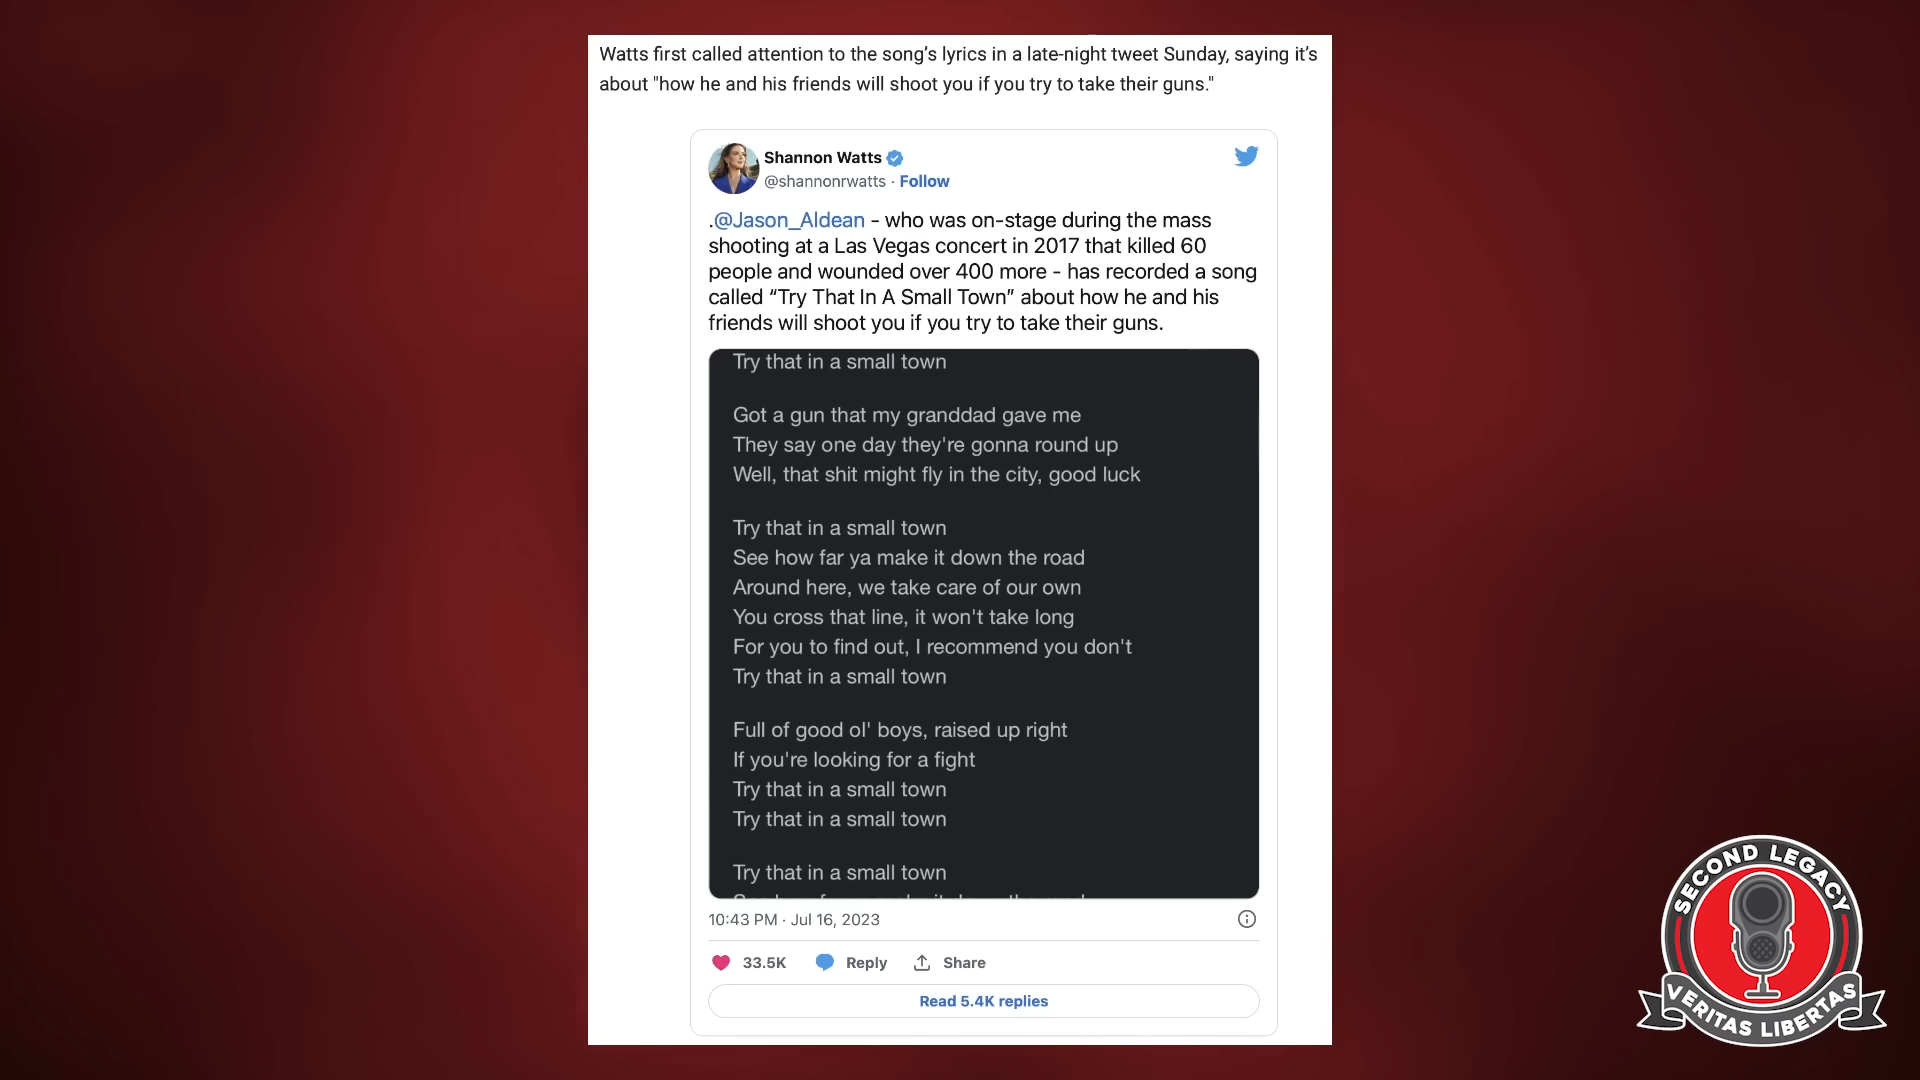 Watts first called attention to the song’s lyrics in a late-night tweet Sunday, saying it’s
about "how he and his friends will shoot you if you try to take their guns."
Shannon Watts
@shannonrwatts · Follow
.@Jason_Aldean - who was on-stage during the mass
shooting at a Las Vegas concert in 2017 that killed 60
people and wounded over 400 more - has recorded a song
called “Try That In A Small Town” about how he and his
friends will shoot you if you try to take their guns.
Try that in a small town
Got a gun that my granddad gave me
They say one day they're gonna round up
Well, that shit might fly in the city, good luck
Try that in a small town
See how far ya make it down the road
Around here, we take care of our own
You cross that line, it won't take long
For you to find out, I recommend you don't
Try that in a small town
Full of good ol' boys, raised up right
If you're looking for a fight
Try that in a small town
Try that in a small town
Try that in a small town
10:43 PM · Jul 16, 2023
33.5K Reply Share
Read 5.4K replies
SECOND LEGACY
VERITAS LIBERTAS